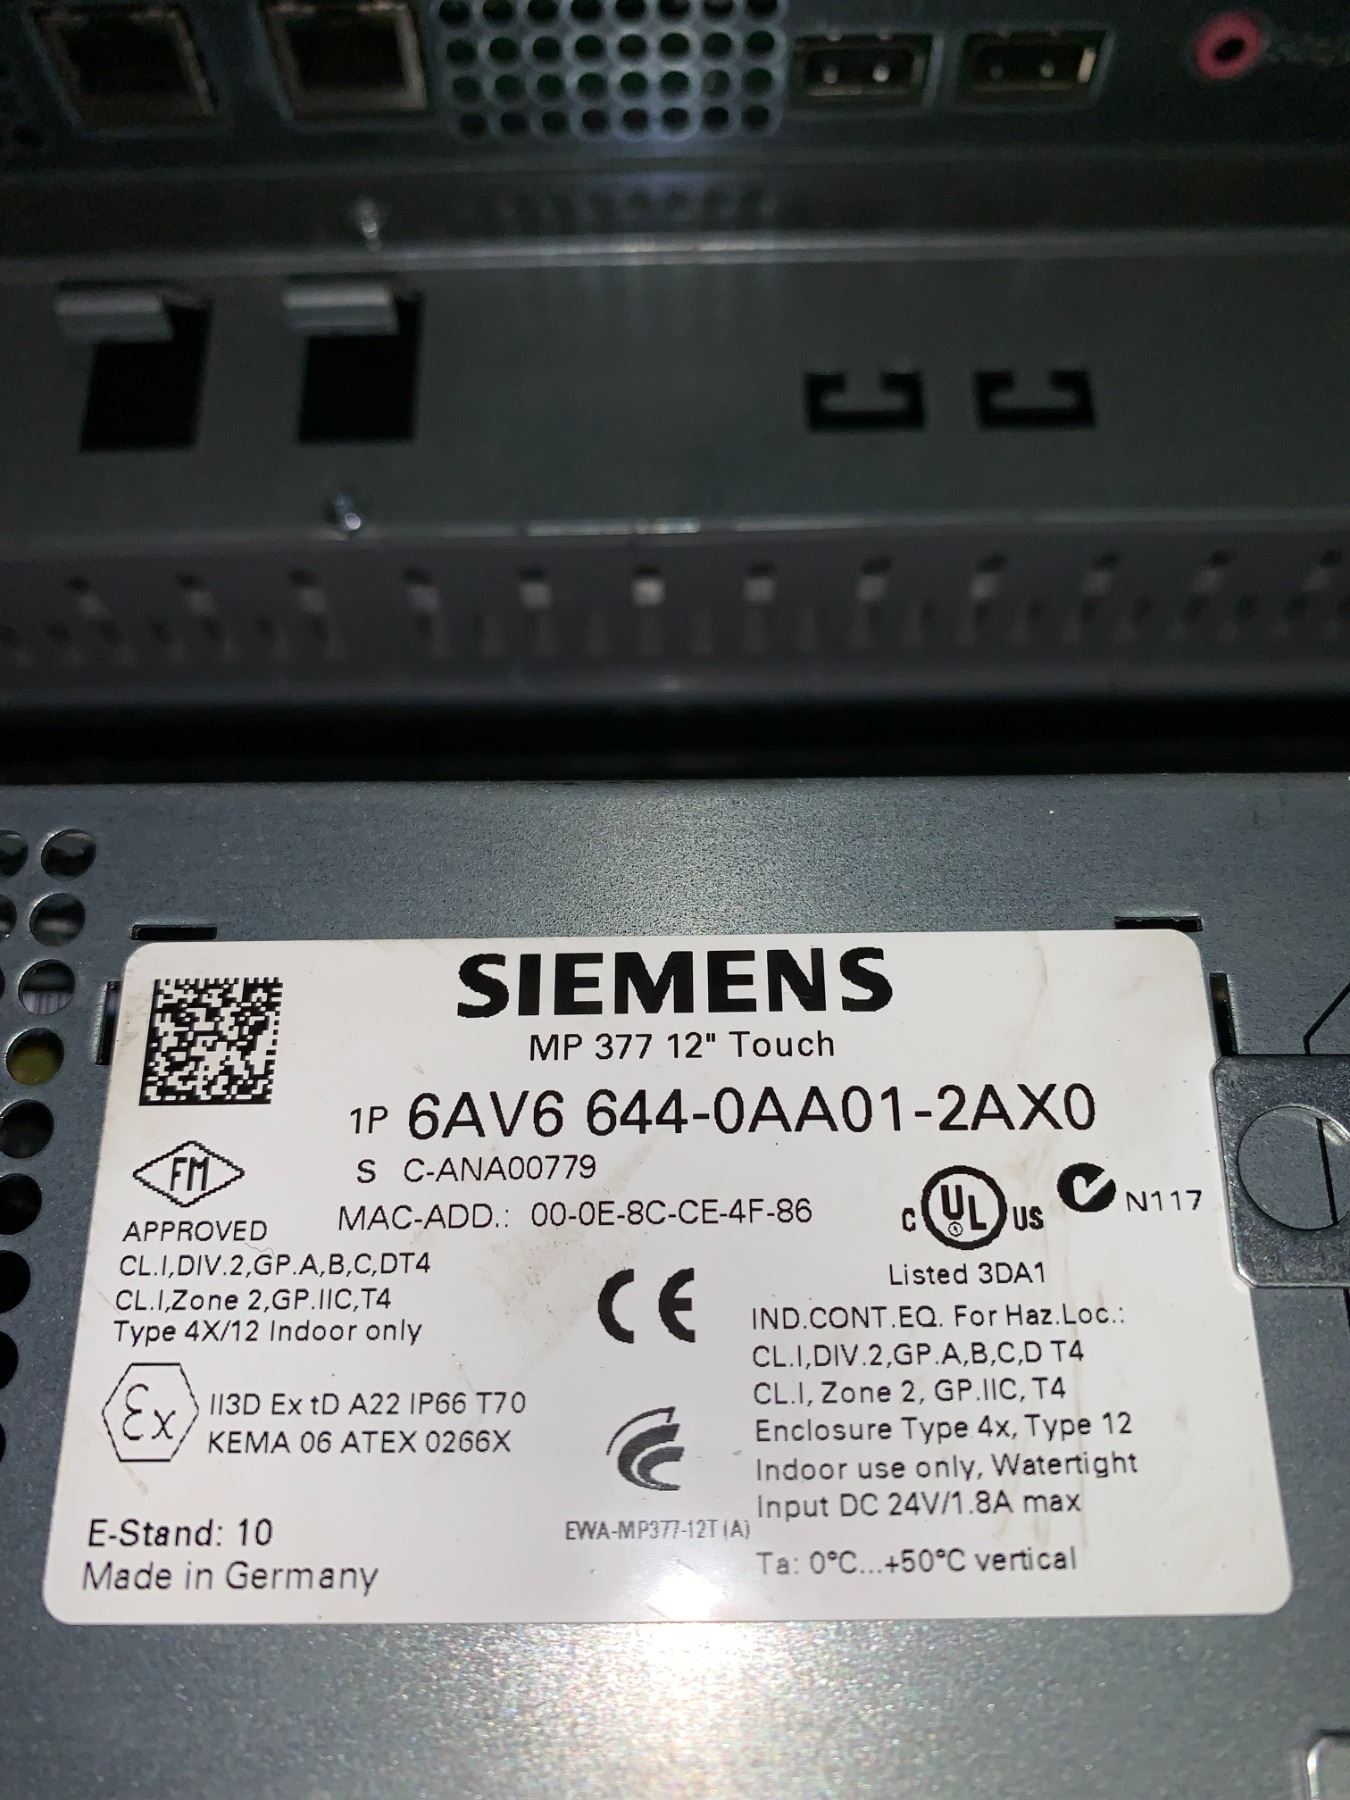 SIEMENS
MP 377 12" Touch
1P 6AV6 644-0AA01-2AX0
S C-ANA00779
MAC-ADD.: 00-0E-8C-CE-4F-86
FM
APPROVED
CL.I,DIV.2,GP.A,B,C,DT4
CL.I,Zone 2,GP.IIC,T4
Type 4X/12 Indoor only
Ex
II3D Ex tD A22 IP66 T70
KEMA 06 ATEX 0266X
E-Stand: 10
Made in Germany
CE
EWA-MP377-12T(A)
C UL US
N117
Listed 3DA1
IND.CONT.EQ. For Haz.Loc.:
CL.I,DIV.2,GP.A,B,C,D T4
CL.I, Zone 2, GP.IIC, T4
Enclosure Type 4x, Type 12
Indoor use only, Watertight
Input DC 24V/1.8A max
Ta: 0°C...+50°C vertical